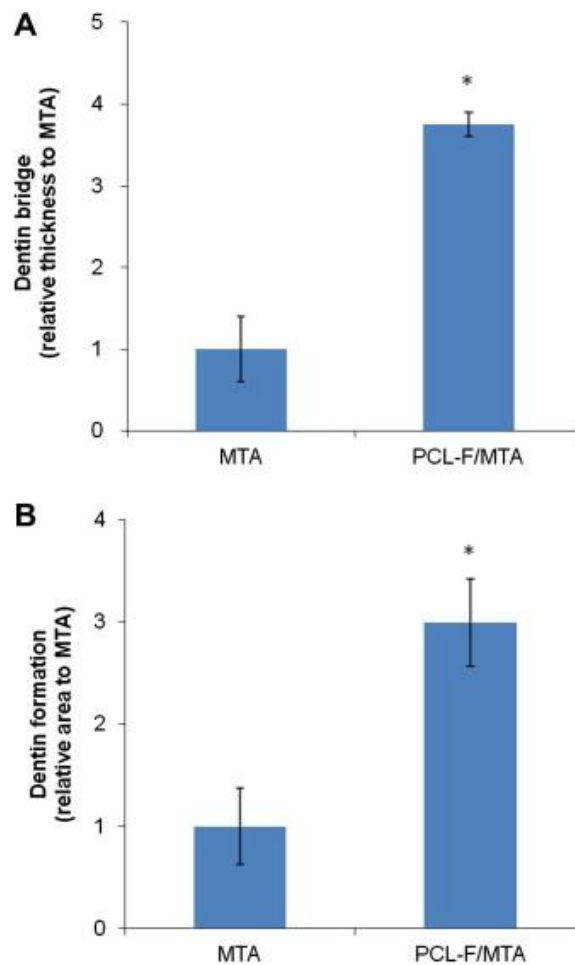 A
Dentin bridge
(relative thickness to MTA)
5
4
3
2
1
0
*
MTA
PCL-F/MTA
B
Dentin formation
(relative area to MTA)
4
3
2
1
0
*
MTA
PCL-F/MTA